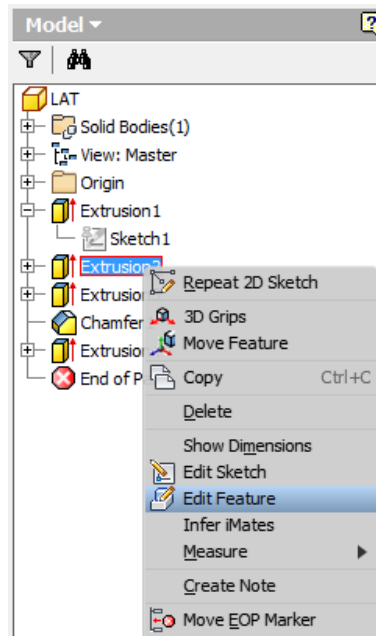 Model
?
LAT
Solid Bodies(1)
View: Master
Origin
Extrusion1
Sketch1
Extrusion2
Repeat 2D Sketch
Extrusion
3D Grips
Chamfer
Move Feature
Extrusion
End of P
Copy Ctrl+C
Delete
Show Dimensions
Edit Sketch
Edit Feature
Infer iMates
Measure
Create Note
Move EOP Marker